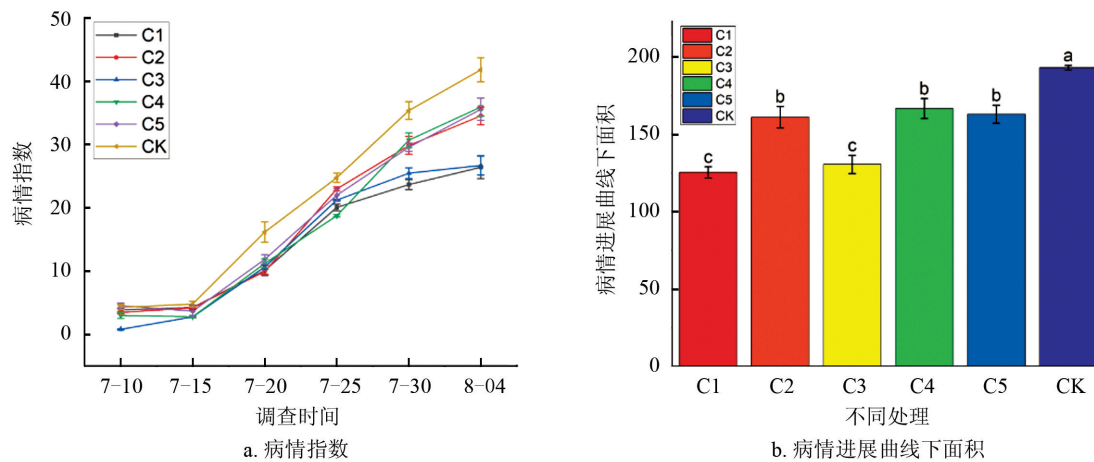 50
40
30
20
10
0
病情指数
C1
C2
C3
C4
C5
CK
7-10 7-15 7-20 7-25 7-30 8-04
调查时间
a. 病情指数
200
150
100
50
0
病情进展曲线下面积
C1
C2
C3
C4
C5
CK
c b c b b a
C1 C2 C3 C4 C5 CK
不同处理
b. 病情进展曲线下面积